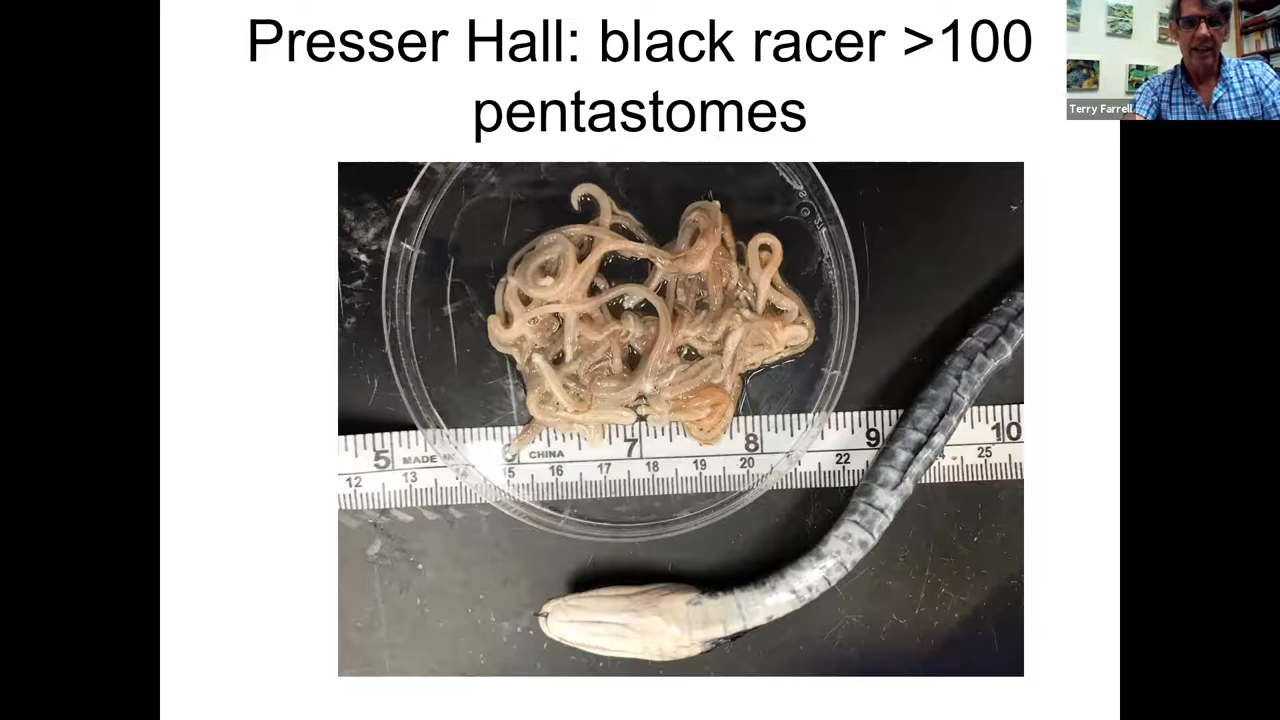 Presser Hall: black racer >100
pentastomes
Terry Farrell
5 MADE IN 6 CHINA 7 8 9 10
12 13 15 16 17 18 19 20 22 25